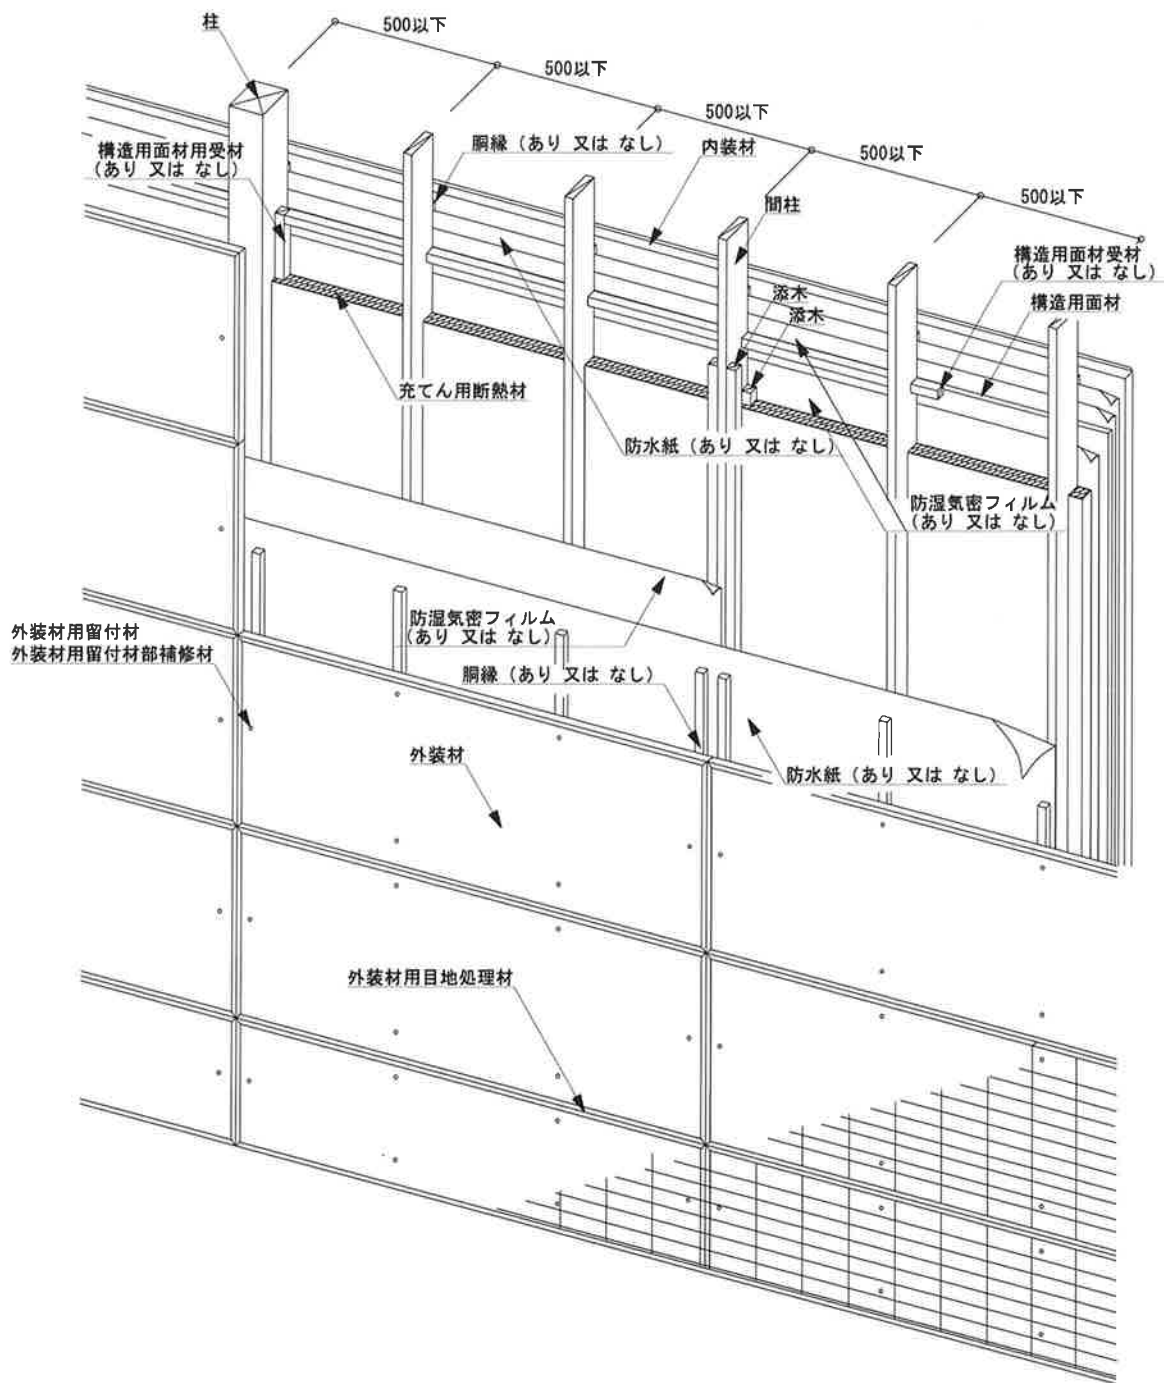 柱
500以下
500以下
500以下
500以下
500以下
胴縁（あり 又は なし）
内装材
構造用面材用受材
（あり 又は なし）
間柱
構造用面材受材
（あり 又は なし）
構造用面材
添木
添木
充てん用断熱材
防水紙（あり 又は なし）
防湿気密フィルム
（あり 又は なし）
防湿気密フィルム
（あり 又は なし）
外装材用留付材
外装材用留付材部補修材
胴縁（あり 又は なし）
外装材
防水紙（あり 又は なし）
外装材用目地処理材